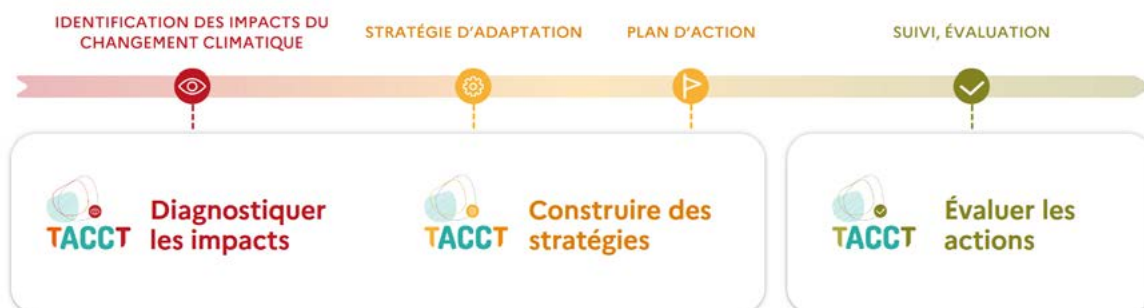 IDENTIFICATION DES IMPACTS DU
CHANGEMENT CLIMATIQUE
STRATÉGIE D'ADAPTATION
PLAN D'ACTION
SUIVI, ÉVALUATION
TACCT
Diagnostiquer
les impacts
TACCT
Construire des
stratégies
TACCT
Évaluer les
actions